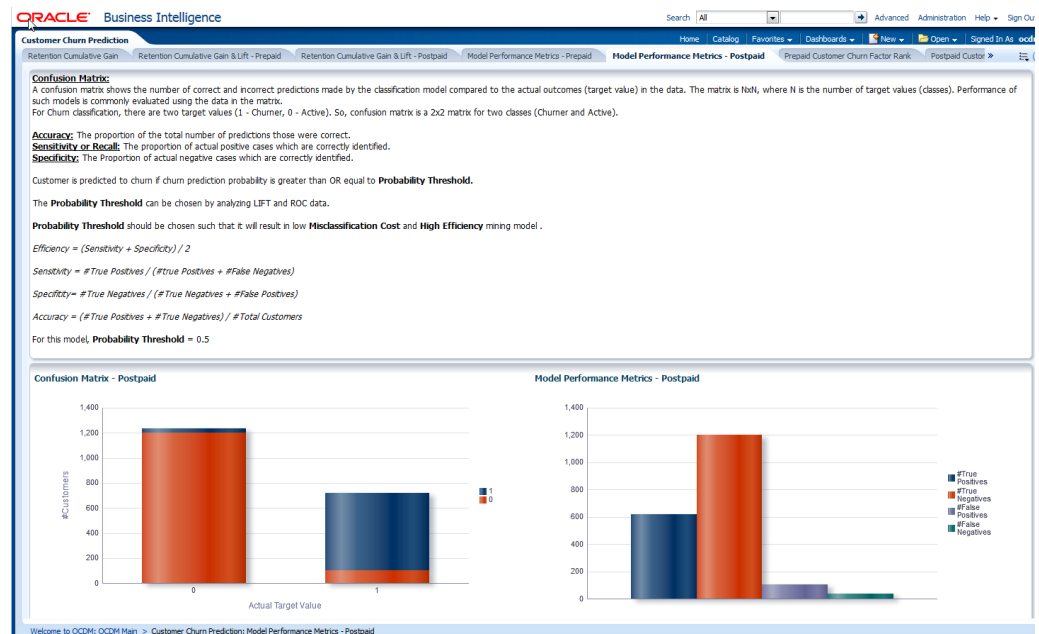 ORACLE Business Intelligence
Search All Advanced Administration Help Sign Ou
Customer Churn Prediction
Home Catalog Favorites Dashboards New Open Signed In As ocd
Retention Cumulative Gain Retention Cumulative Gain & Lift - Prepaid Retention Cumulative Gain & Lift - Postpaid Model Performance Metrics - Prepaid Model Performance Metrics - Postpaid Prepaid Customer Churn Factor Rank Postpaid Custor »
Confusion Matrix:
A confusion matrix shows the number of correct and incorrect predictions made by the classification model compared to the actual outcomes (target value) in the data. The matrix is NxN, where N is the number of target values (classes). Performance of
such models is commonly evaluated using the data in the matrix.
For Churn classification, there are two target values (1 - Churner, 0 - Active). So, confusion matrix is a 2x2 matrix for two classes (Churner and Active).
Accuracy: The proportion of the total number of predictions those were correct.
Sensitivity or Recall: The proportion of actual positive cases which are correctly identified.
Specificity: The Proportion of actual negative cases which are correctly identified.
Customer is predicted to churn if churn prediction probability is greater than OR equal to Probability Threshold.
The Probability Threshold can be chosen by analyzing LIFT and ROC data.
Probability Threshold should be chosen such that it will result in low Misclassification Cost and High Efficiency mining model .
Efficiency = (Sensitivity + Specificity) / 2
Sensitivity = #True Positives / (#true Positives + #False Negatives)
Specifitity= #True Negatives / (#True Negatives + #False Positives)
Accuracy = (#True Positives + #True Negatives) / #Total Customers
For this model, Probability Threshold = 0.5
Confusion Matrix - Postpaid
1,400
1,200
1,000
800
600
400
200
0
#Customers
0 1
Actual Target Value
1
0
Model Performance Metrics - Postpaid
1,400
1,200
1,000
800
600
400
200
0
#True
Positives
#True
Negatives
#False
Positives
#False
Negatives
Welcome to OCDM: OCDM Main > Customer Churn Prediction: Model Performance Metrics - Postpaid